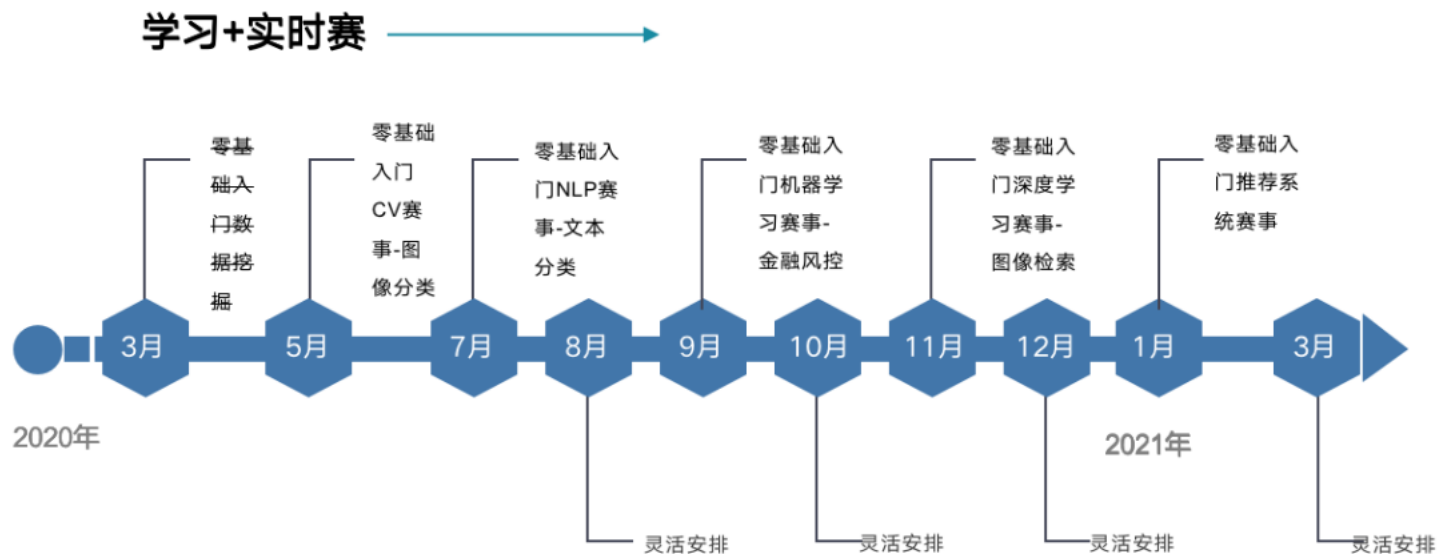 学习+实时赛
零基
础入
门数
据挖
掘
零基础
入门
CV赛
事-图
像分类
零基础入
门NLP赛
事-文本
分类
零基础入
门机器学
习赛事-
金融风控
零基础入
门深度学
习赛事-
图像检索
零基础入
门推荐系
统赛事
3月
5月
7月
8月
9月
10月
11月
12月
1月
3月
2020年
2021年
灵活安排
灵活安排
灵活安排
灵活安排